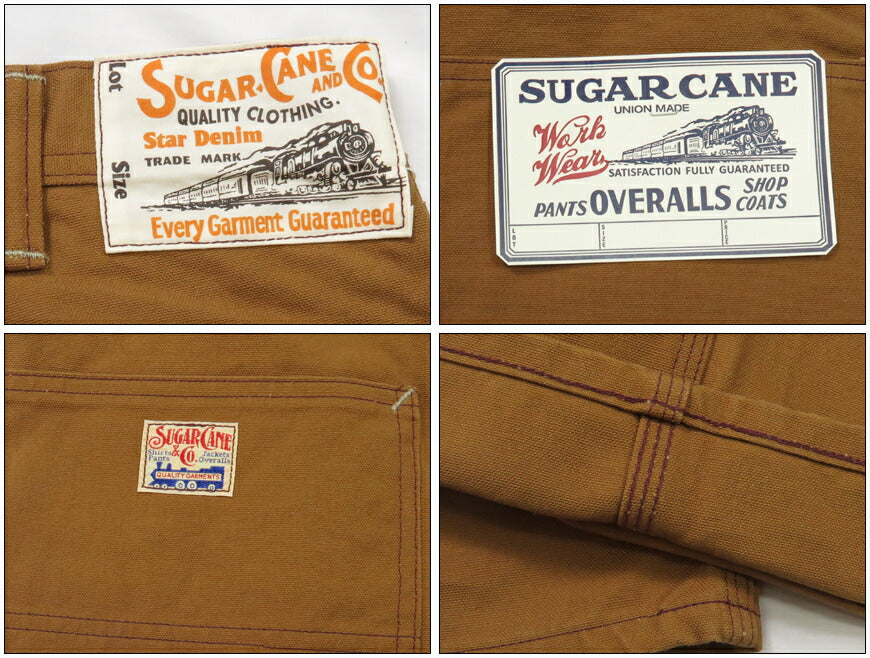 Lot
Size
SUGAR CANE AND CO.
QUALITY CLOTHING.
Star Denim
TRADE MARK
Every Garment Guaranteed
SUGAR CANE
UNION MADE
Work
Wear
SATISFACTION FULLY GUARANTEED
PANTS OVERALLS SHOP COATS
LOT
SIZE
PRICE
SUGAR CANE
& CO.
Shirts Jackets
Pants Overalls
QUALITY GARMENTS